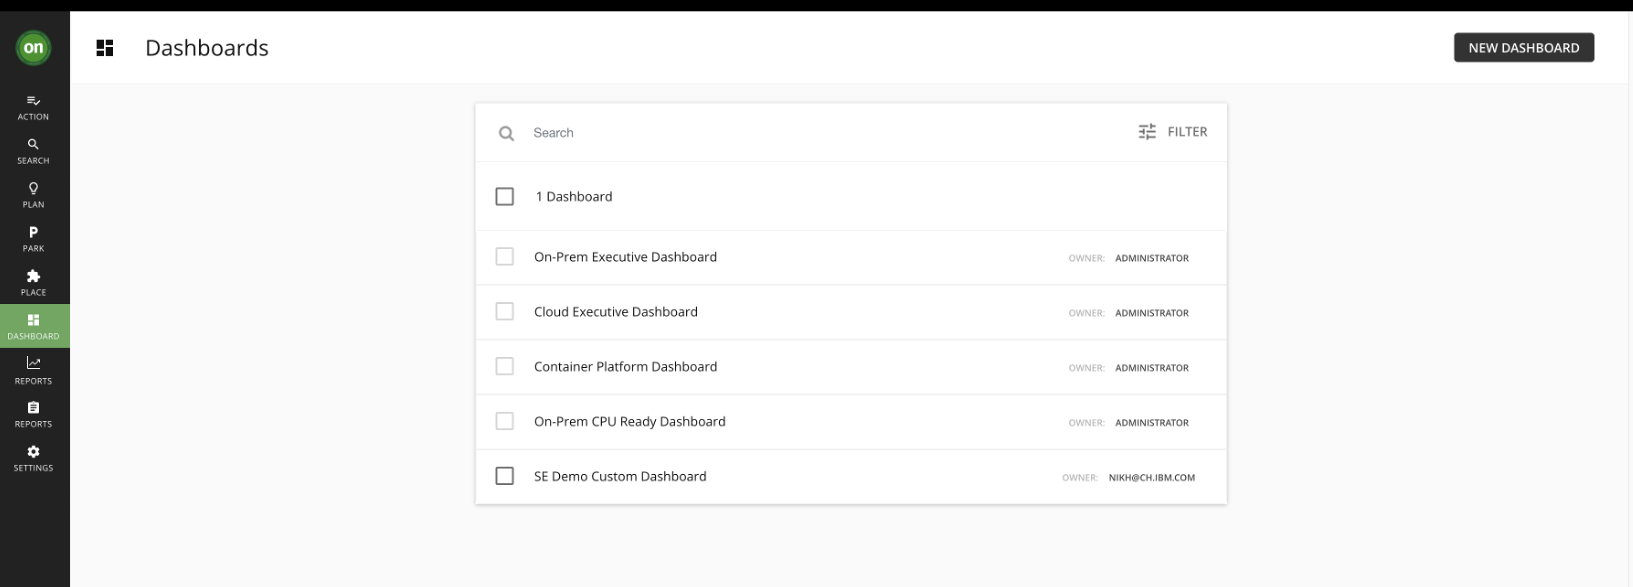 on
Dashboards
NEW DASHBOARD
ACTION
SEARCH
PLAN
PARK
PLACE
DASHBOARD
REPORTS
REPORTS
SETTINGS
Search
FILTER
1 Dashboard
On-Prem Executive Dashboard OWNER: ADMINISTRATOR
Cloud Executive Dashboard OWNER: ADMINISTRATOR
Container Platform Dashboard OWNER: ADMINISTRATOR
On-Prem CPU Ready Dashboard OWNER: ADMINISTRATOR
SE Demo Custom Dashboard OWNER: NIKH@CH.IBM.COM